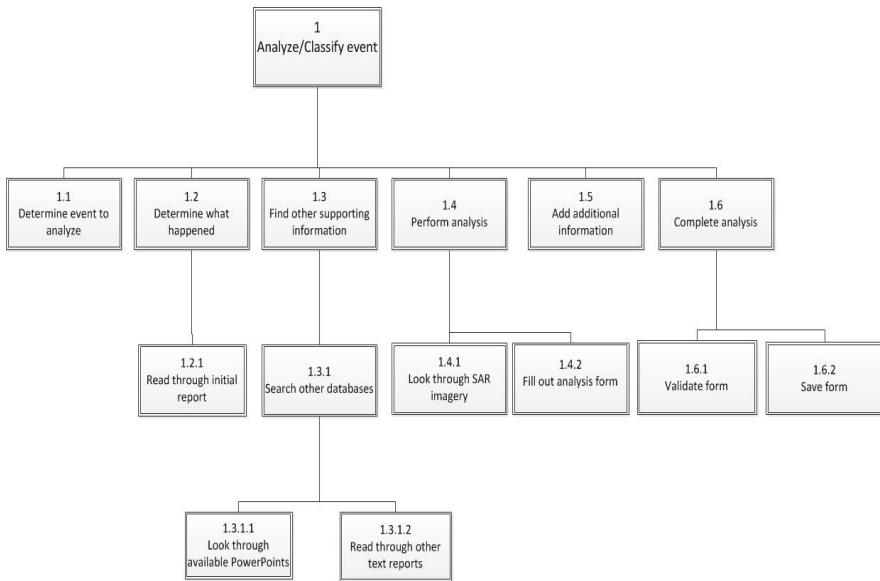 1
Analyze/Classify event
1.1
Determine event to
analyze
1.2
Determine what
happened
1.3
Find other supporting
information
1.4
Perform analysis
1.5
Add additional
information
1.6
Complete analysis
1.2.1
Read through initial
report
1.3.1
Search other databases
1.4.1
Look through SAR
imagery
1.4.2
Fill out analysis form
1.6.1
Validate form
1.6.2
Save form
1.3.1.1
Look through
available PowerPoints
1.3.1.2
Read through other
text reports